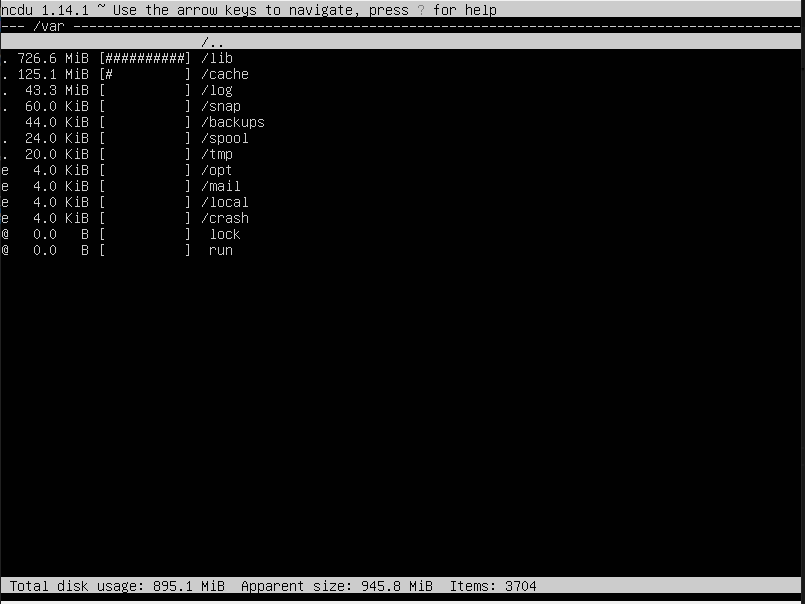 ncdu 1.14.1 ~ Use the arrow keys to navigate, press ? for help
--- /var ----------------------------------------------------------------------------------------------
                         /..
. 726.6 MiB [##########] /lib
. 125.1 MiB [#         ] /cache
.  43.3 MiB [          ] /log
.  60.0 KiB [          ] /snap
   44.0 KiB [          ] /backups
.  24.0 KiB [          ] /spool
.  20.0 KiB [          ] /tmp
e   4.0 KiB [          ] /opt
e   4.0 KiB [          ] /mail
e   4.0 KiB [          ] /local
e   4.0 KiB [          ] /crash
@   0.0   B [          ]  lock
@   0.0   B [          ]  run
Total disk usage: 895.1 MiB  Apparent size: 945.8 MiB  Items: 3704